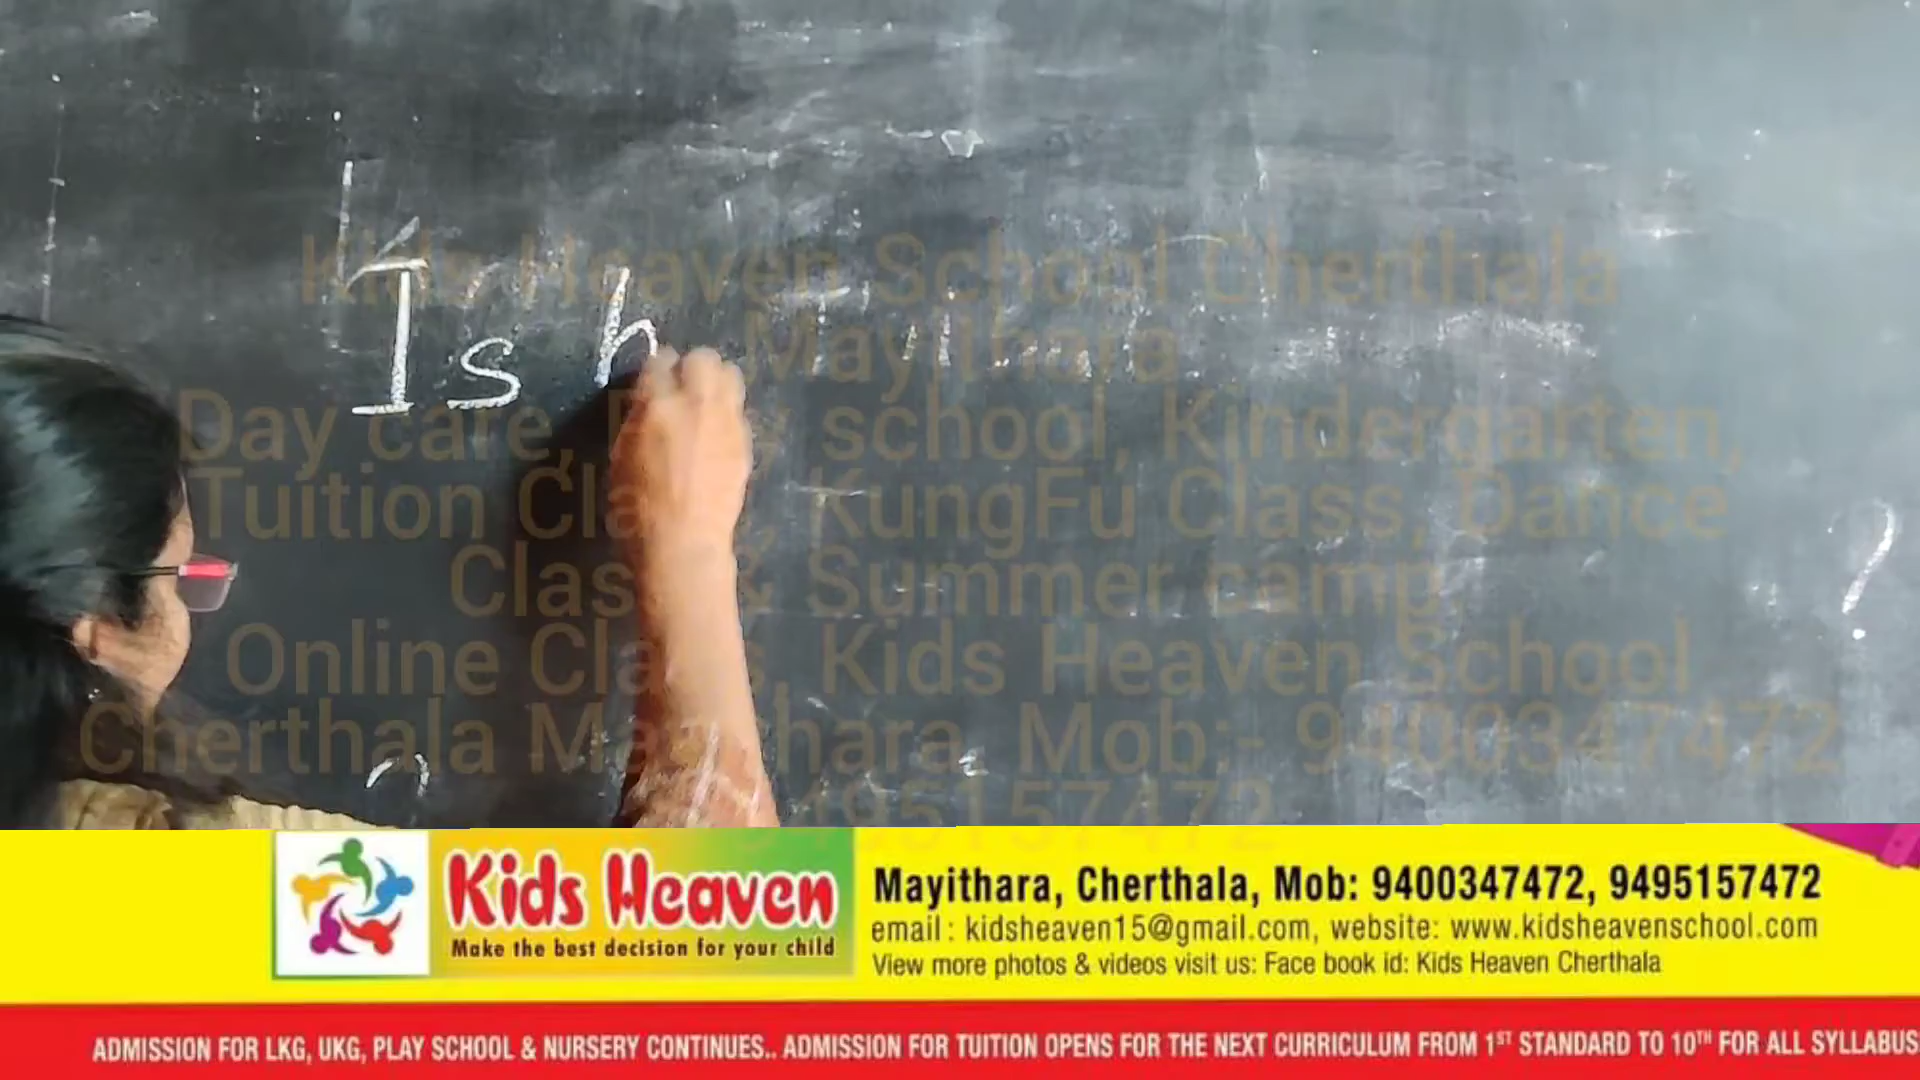 Is h
?
Kids Heaven School Cherthala
Mayithara
Day care, Play school, Kindergarten,
Tuition Class, KungFu Class, Dance
Class & Summer camp,
Online Class, Kids Heaven School
Cherthala Mayithara, Mob:- 9400347472
9495157472
Kids Heaven
Make the best decision for your child
Mayithara, Cherthala, Mob: 9400347472, 9495157472
email : kidsheaven15@gmail.com, website: www.kidsheavenschool.com
View more photos & videos visit us: Face book id: Kids Heaven Cherthala
ADMISSION FOR LKG, UKG, PLAY SCHOOL & NURSERY CONTINUES.. ADMISSION FOR TUITION OPENS FOR THE NEXT CURRICULUM FROM 1ST STANDARD TO 10TH FOR ALL SYLLABUS